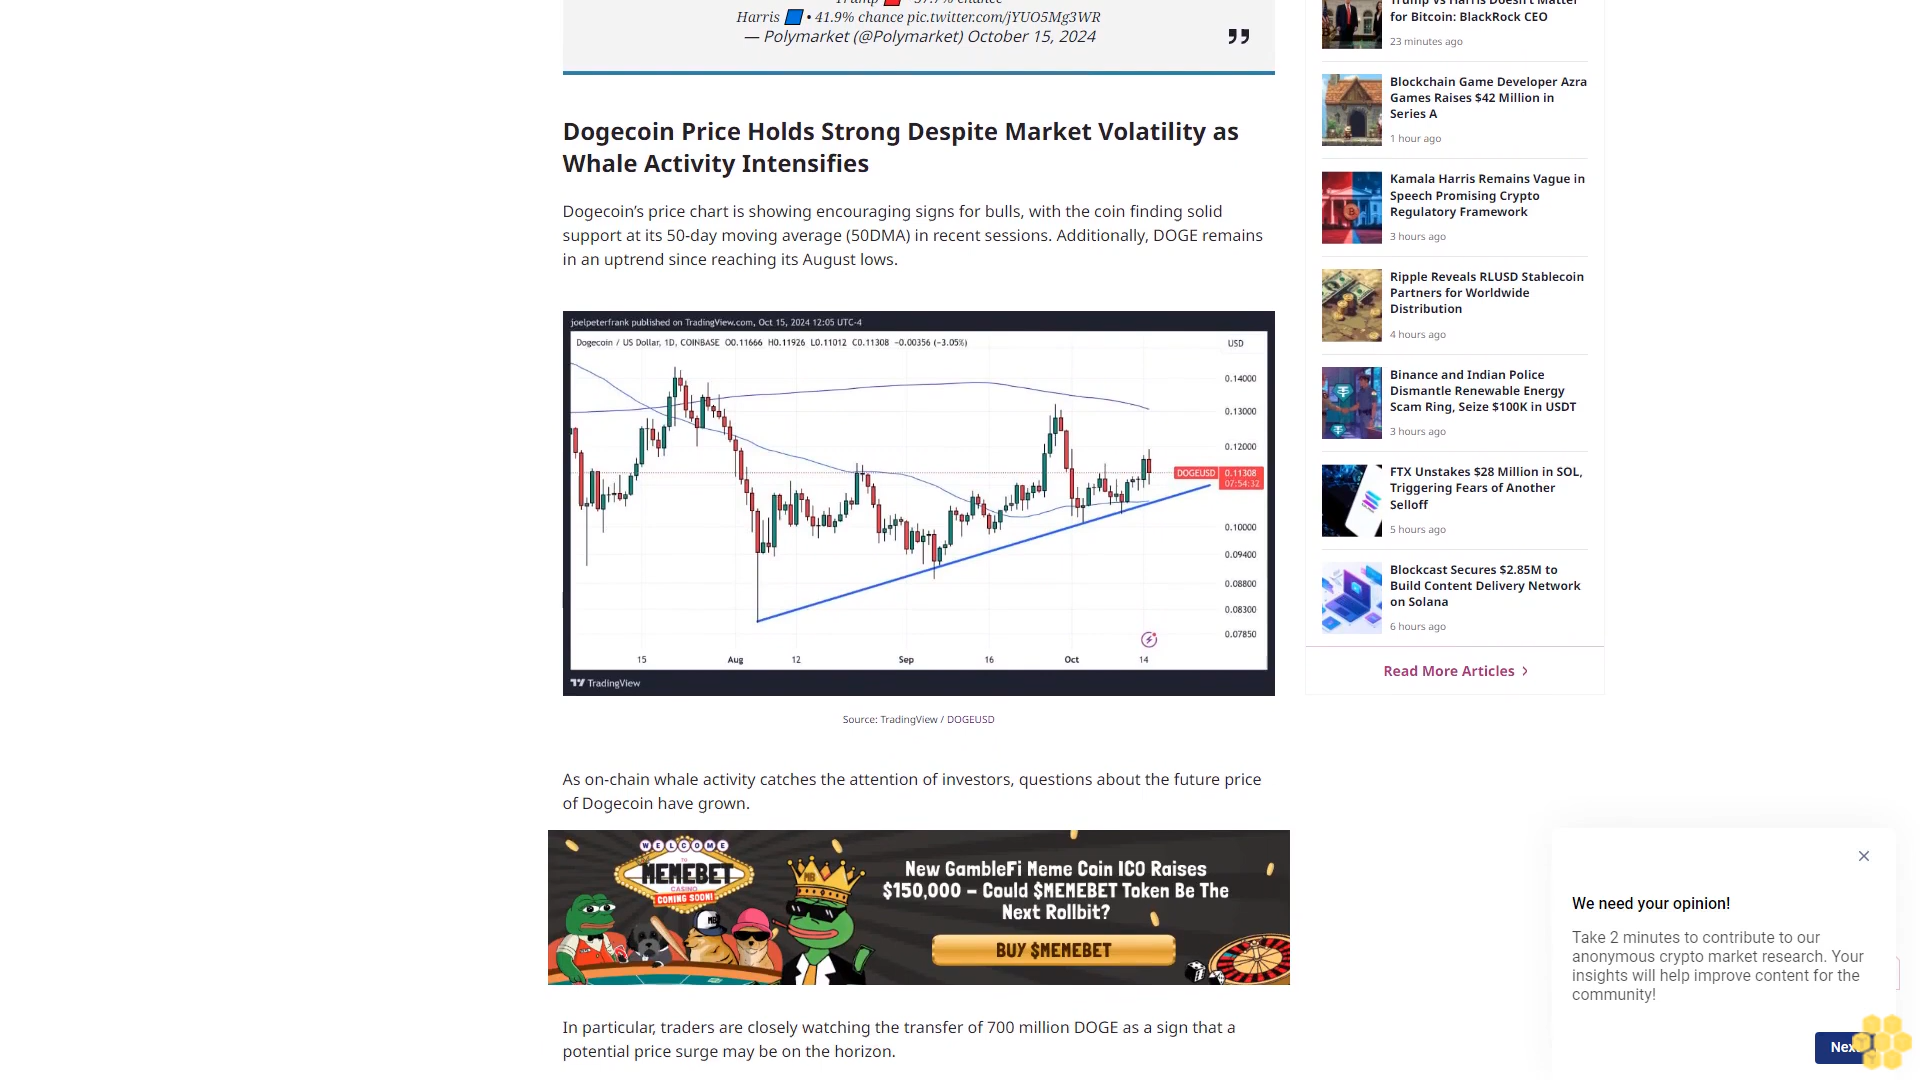 Harris 🟦 • 41.9% chance pic.twitter.com/jYUO5Mg3WR
— Polymarket (@Polymarket) October 15, 2024
Dogecoin Price Holds Strong Despite Market Volatility as
Whale Activity Intensifies
Dogecoin’s price chart is showing encouraging signs for bulls, with the coin finding solid
support at its 50-day moving average (50DMA) in recent sessions. Additionally, DOGE remains
in an uptrend since reaching its August lows.
joelpeterfrank published on TradingView.com, Oct 15, 2024 12:05 UTC-4
Dogecoin / US Dollar, 1D, COINBASE O0.11666 H0.11926 L0.11012 C0.11308 −0.00356 (−3.05%)
USD
0.14000
0.13000
0.12000
DOGEUSD 0.11308
07:54:32
0.10000
0.09400
0.08800
0.08300
0.07850
15 Aug 12 Sep 16 Oct 14
TradingView
Source: TradingView / DOGEUSD
As on-chain whale activity catches the attention of investors, questions about the future price
of Dogecoin have grown.
WELCOME
TO
MEMEBET
CASINO
COMING SOON!
MB
MB
New GambleFi Meme Coin ICO Raises
$150,000 – Could $MEMEBET Token Be The
Next Rollbit?
BUY $MEMEBET
In particular, traders are closely watching the transfer of 700 million DOGE as a sign that a
potential price surge may be on the horizon.
Trump Vs Harris Doesn't Matter
for Bitcoin: BlackRock CEO
23 minutes ago
Blockchain Game Developer Azra
Games Raises $42 Million in
Series A
1 hour ago
Kamala Harris Remains Vague in
Speech Promising Crypto
Regulatory Framework
3 hours ago
Ripple Reveals RLUSD Stablecoin
Partners for Worldwide
Distribution
4 hours ago
Binance and Indian Police
Dismantle Renewable Energy
Scam Ring, Seize $100K in USDT
3 hours ago
FTX Unstakes $28 Million in SOL,
Triggering Fears of Another
Selloff
5 hours ago
Blockcast Secures $2.85M to
Build Content Delivery Network
on Solana
6 hours ago
Read More Articles
We need your opinion!
Take 2 minutes to contribute to our
anonymous crypto market research. Your
insights will help improve content for the
community!